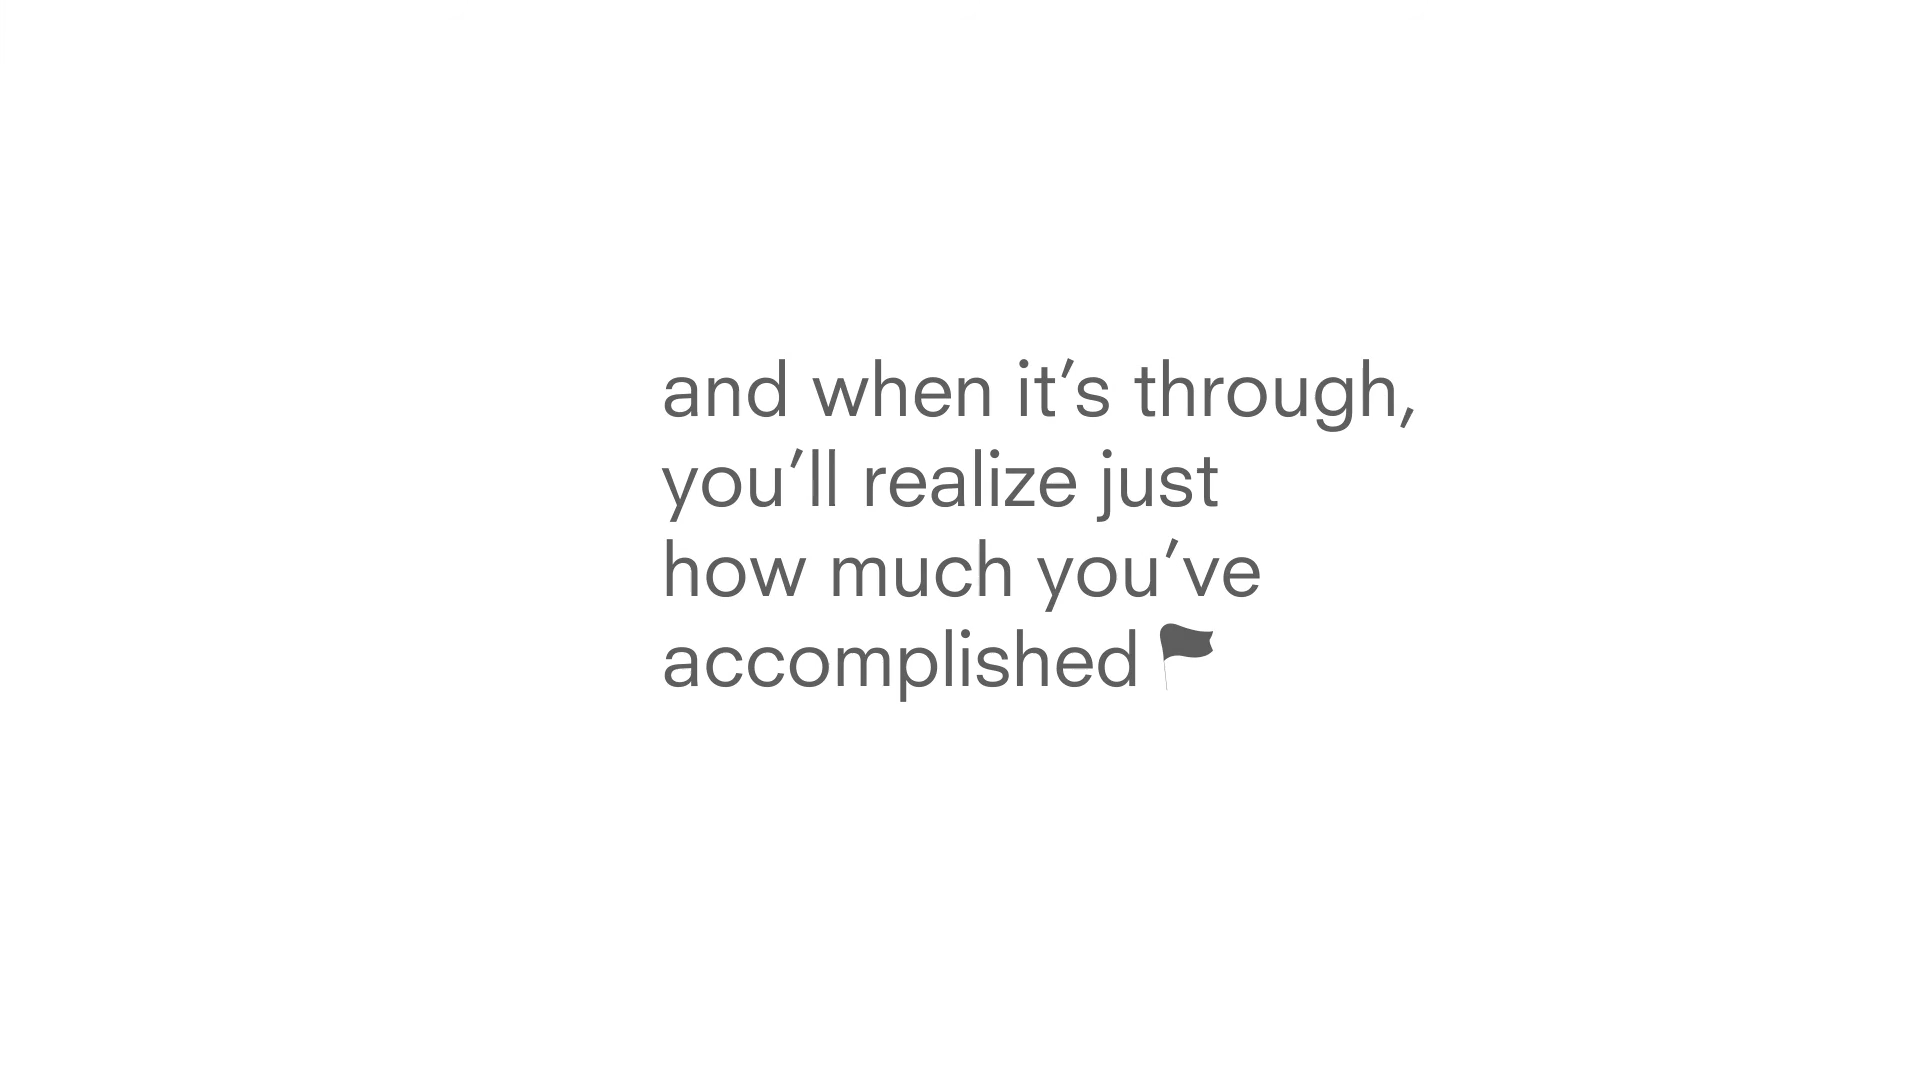 and when it’s through,
you’ll realize just
how much you’ve
accomplished